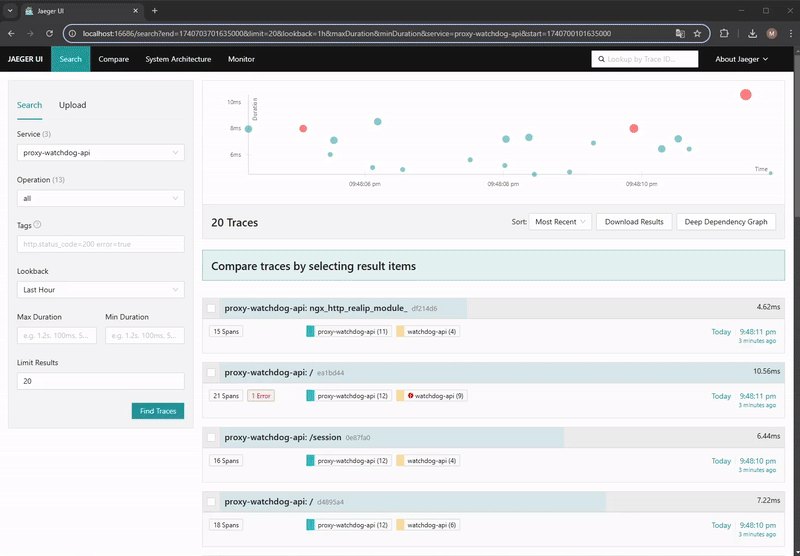 Jaeger UI
localhost:16686/search?end=1740703701635000&limit=20&lookback=1h&maxDuration&minDuration&service=proxy-watchdog-api&start=1740700101635000
M
JAEGER UI
Search
Compare
System Architecture
Monitor
Lookup by Trace ID...
About Jaeger
Search
Upload
Service (3)
proxy-watchdog-api
Operation (13)
all
Tags
http.status_code=200 error=true
Lookback
Last Hour
Max Duration
Min Duration
e.g. 1.2s, 100ms, 5...
e.g. 1.2s, 100ms, 5...
Limit Results
20
Find Traces
Duration
10ms
8ms
6ms
Time
09:48:06 pm
09:48:08 pm
09:48:10 pm
20 Traces
Sort:
Most Recent
Download Results
Deep Dependency Graph
Compare traces by selecting result items
proxy-watchdog-api: ngx_http_realip_module_ df214d6
4.62ms
15 Spans
proxy-watchdog-api (11)
watchdog-api (4)
Today
9:48:11 pm
3 minutes ago
proxy-watchdog-api: / ea1bd44
10.56ms
21 Spans
1 Error
proxy-watchdog-api (12)
watchdog-api (9)
Today
9:48:11 pm
3 minutes ago
proxy-watchdog-api: /session 0e87fa0
6.44ms
16 Spans
proxy-watchdog-api (12)
watchdog-api (4)
Today
9:48:10 pm
3 minutes ago
proxy-watchdog-api: / d4895a4
7.22ms
18 Spans
proxy-watchdog-api (12)
watchdog-api (6)
Today
9:48:10 pm
3 minutes ago